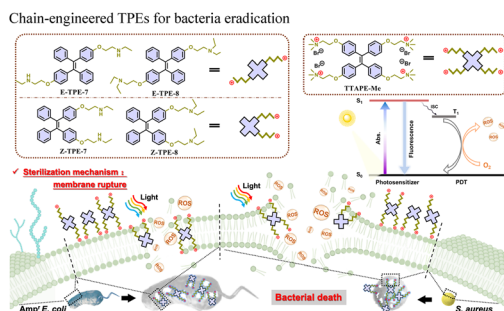 Chain-engineered TPEs for bacteria eradication
E-TPE-7
E-TPE-8
Z-TPE-7
Z-TPE-8
TTAPE-Me
S₁
ISC
T₁
Abs.
Fluorescence
ROS
O₂
S₀
Photosensitizer
PDT
✓ Sterilization mechanism :
membrane rupture
Light
ROS
Light
ROS
Ampʳ E. coli
Bacterial death
S. aureus